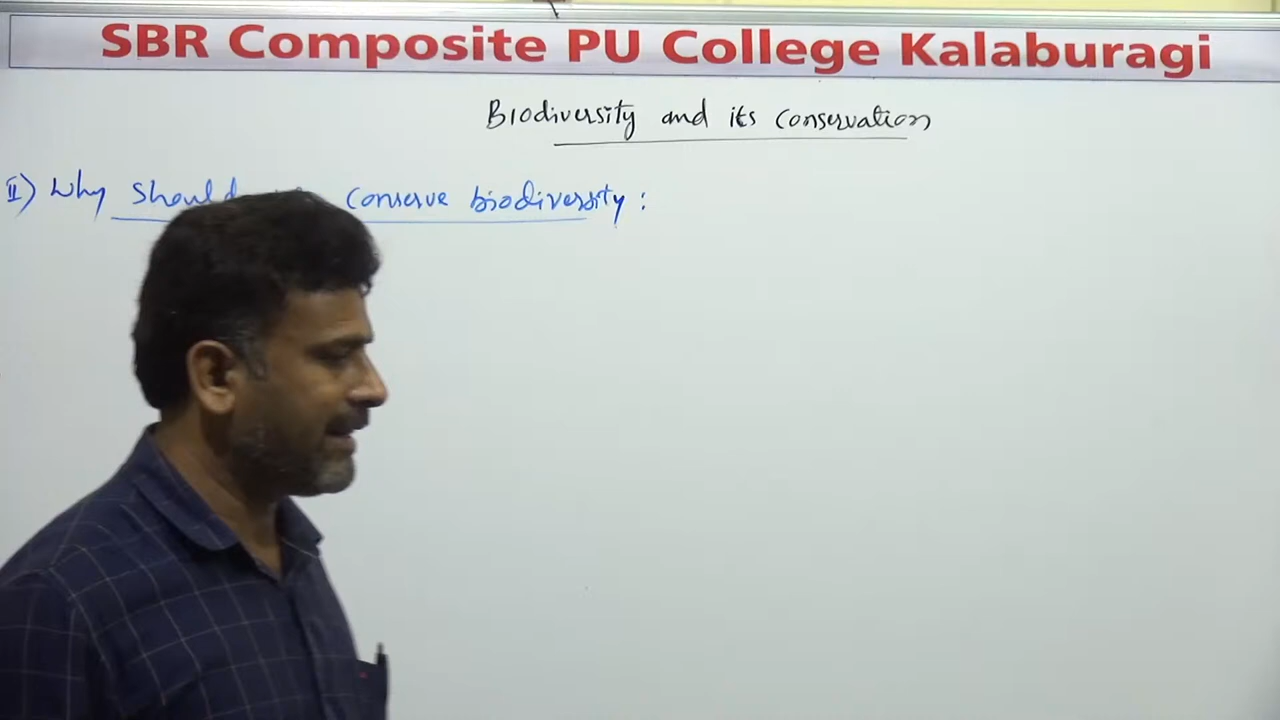 SBR Composite PU College Kalaburagi
Biodiversity and its conservation
II) Why should conserve biodiversity :